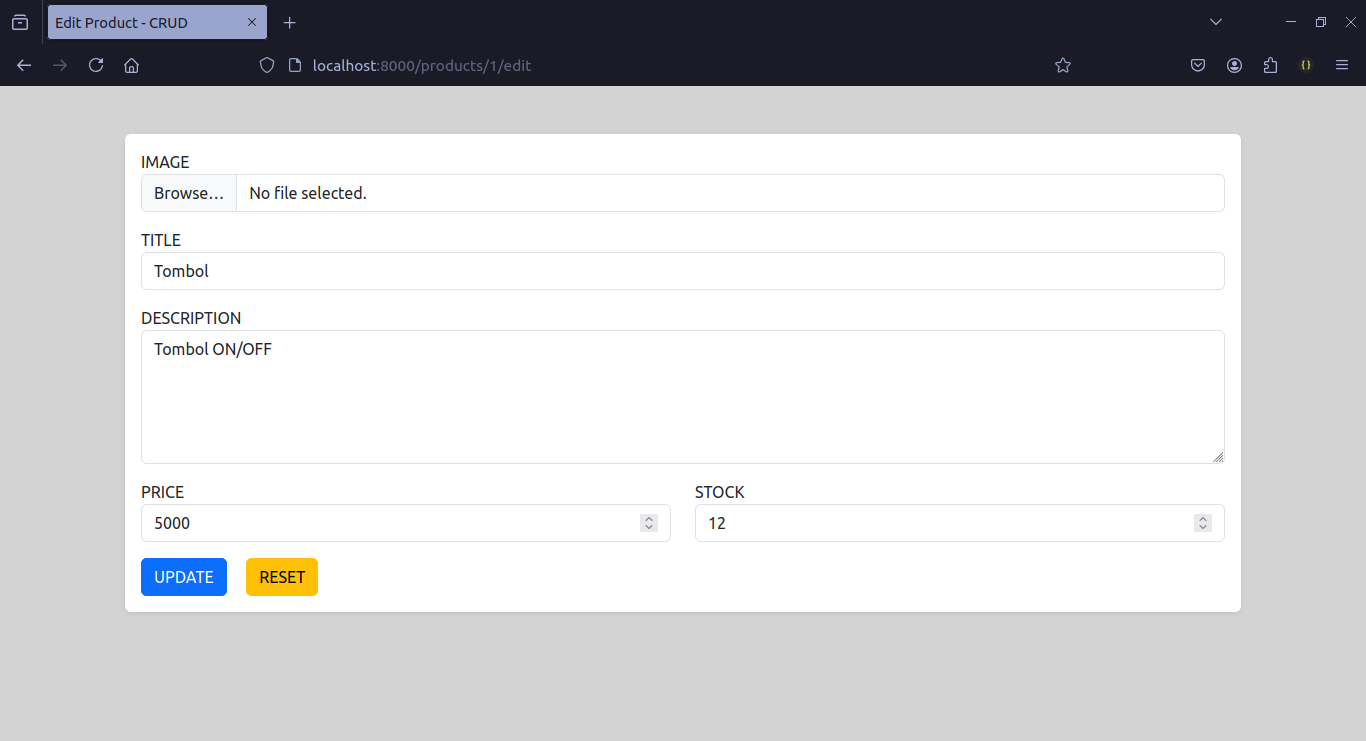 Edit Product - CRUD
localhost:8000/products/1/edit
IMAGE
Browse… No file selected.
TITLE
Tombol
DESCRIPTION
Tombol ON/OFF
PRICE STOCK
5000 12
UPDATE RESET